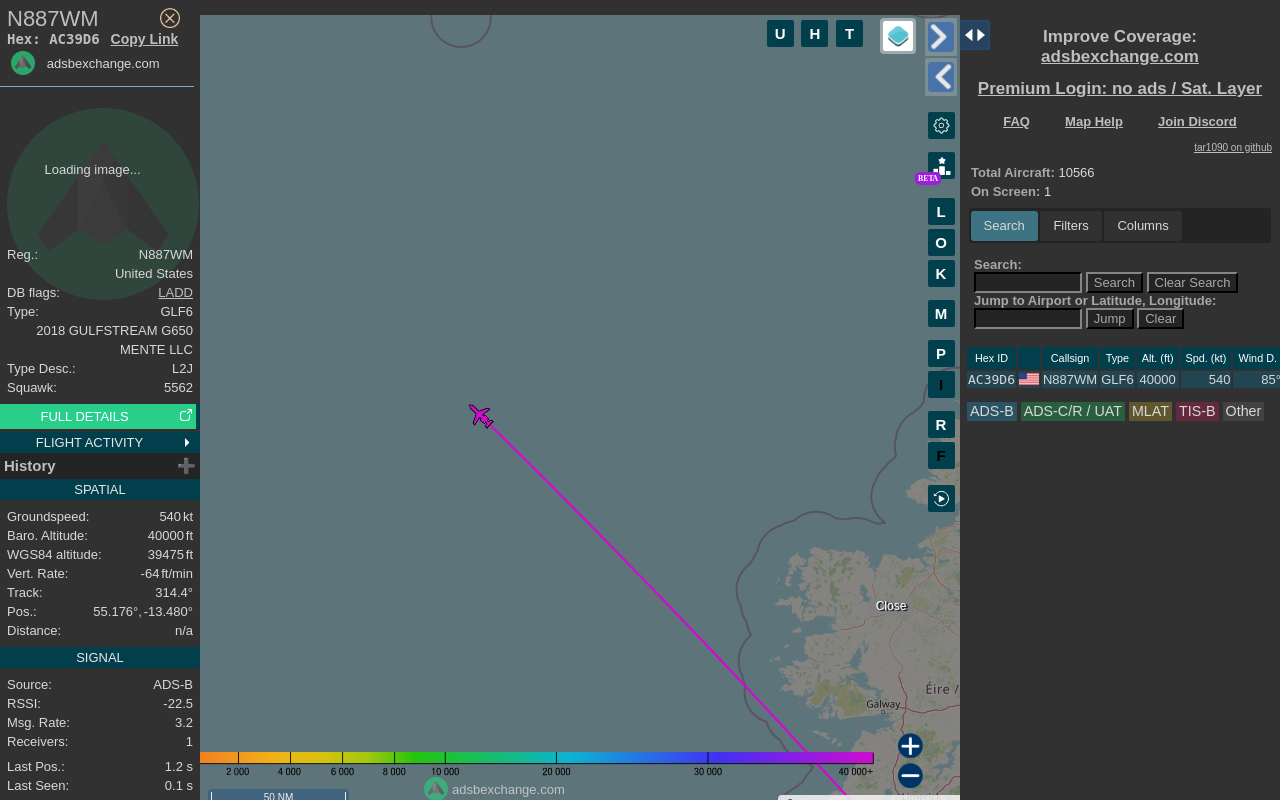 N887WM
Hex: AC39D6 Copy Link
adsbexchange.com
Loading image...
Reg.: N887WM
United States
DB flags: LADD
Type: GLF6
2018 GULFSTREAM G650
MENTE LLC
Type Desc.: L2J
Squawk: 5562
FULL DETAILS
FLIGHT ACTIVITY
History
SPATIAL
Groundspeed: 540 kt
Baro. Altitude: 40000 ft
WGS84 altitude: 39475 ft
Vert. Rate: -64 ft/min
Track: 314.4°
Pos.: 55.176°, -13.480°
Distance: n/a
SIGNAL
Source: ADS-B
RSSI: -22.5
Msg. Rate: 3.2
Receivers: 1
Last Pos.: 1.2 s
Last Seen: 0.1 s
U H T
BETA
L
O
K
M
P
I
R
F
Close
Éire /
Galway
2 000 4 000 6 000 8 000 10 000 20 000 30 000 40 000+
50 NM
adsbexchange.com
Improve Coverage:
adsbexchange.com
Premium Login: no ads / Sat. Layer
FAQ Map Help Join Discord
tar1090 on github
Total Aircraft: 10566
On Screen: 1
Search Filters Columns
Search:
Search Clear Search
Jump to Airport or Latitude, Longitude:
Jump Clear
Hex ID Callsign Type Alt. (ft) Spd. (kt) Wind D.
AC39D6 N887WM GLF6 40000 540 85°
ADS-B ADS-C/R / UAT MLAT TIS-B Other